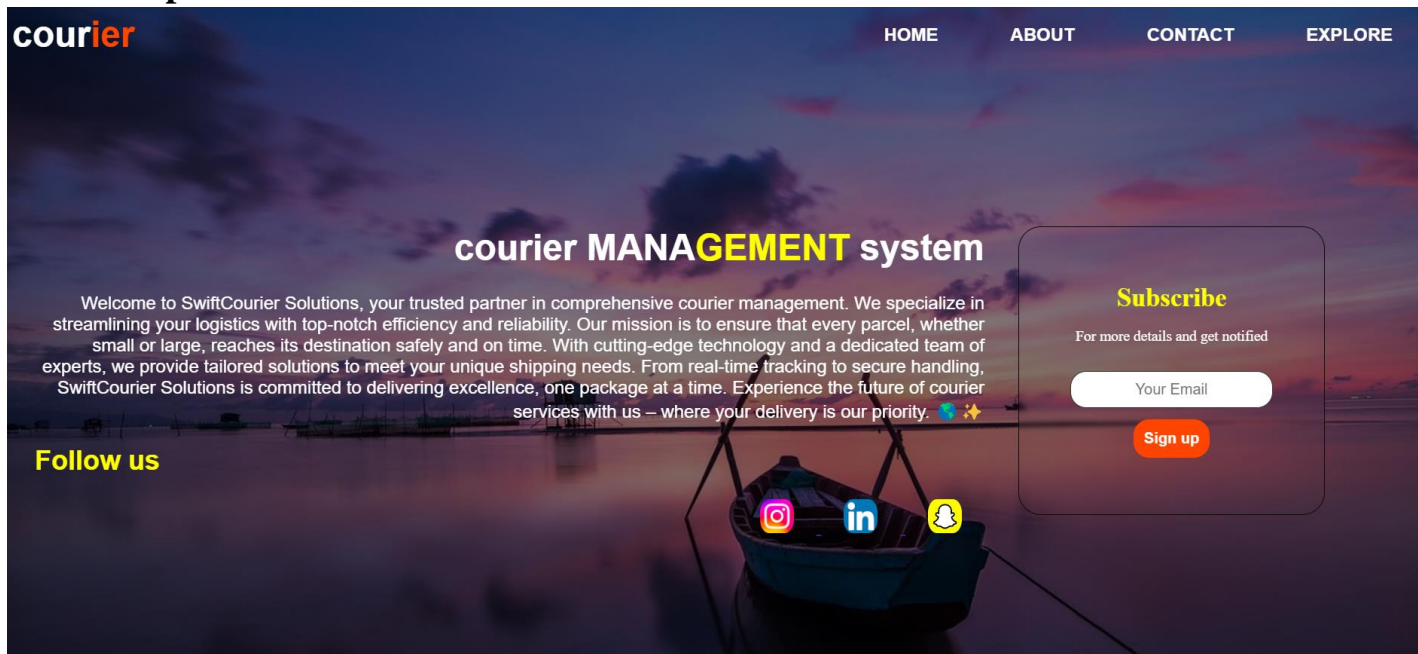 courier
HOME ABOUT CONTACT EXPLORE
courier MANAGEMENT system
Welcome to SwiftCourier Solutions, your trusted partner in comprehensive courier management. We specialize in
streamlining your logistics with top-notch efficiency and reliability. Our mission is to ensure that every parcel, whether
small or large, reaches its destination safely and on time. With cutting-edge technology and a dedicated team of
experts, we provide tailored solutions to meet your unique shipping needs. From real-time tracking to secure handling,
SwiftCourier Solutions is committed to delivering excellence, one package at a time. Experience the future of courier
services with us – where your delivery is our priority. 🌎 ✨
Follow us
in
Subscribe
For more details and get notified
Your Email
Sign up